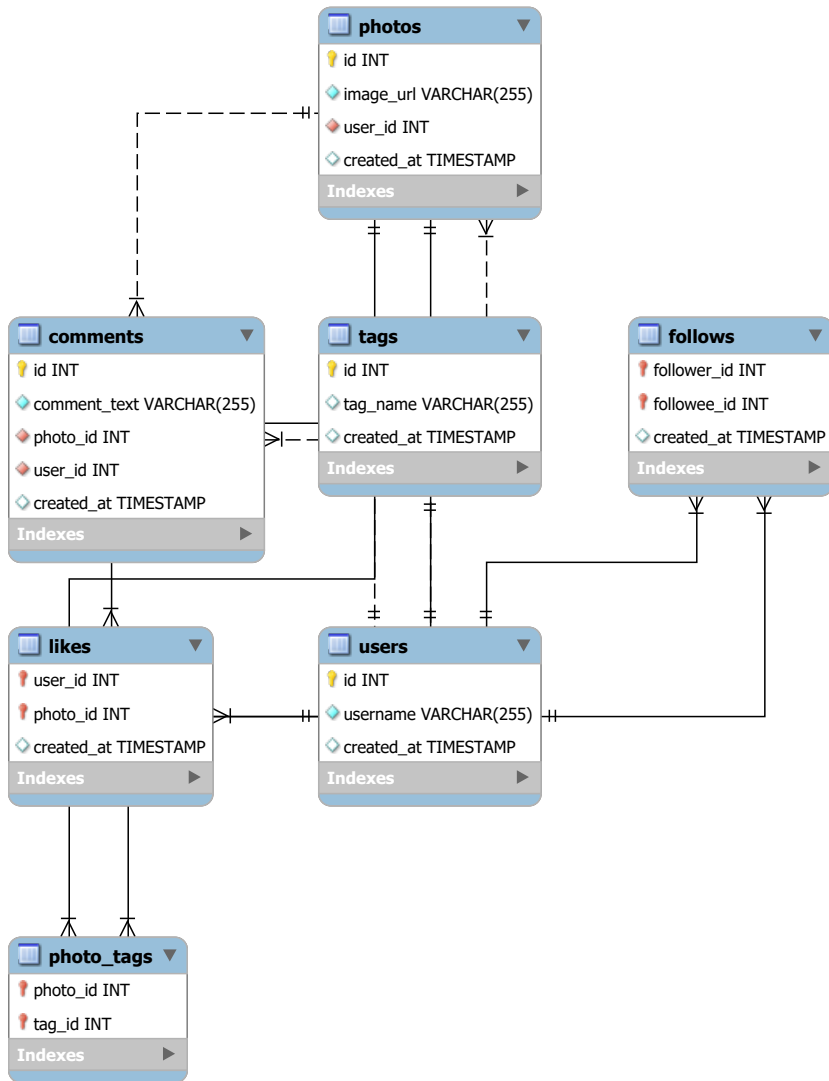 photos
id INT
image_url VARCHAR(255)
user_id INT
created_at TIMESTAMP
Indexes
comments
id INT
comment_text VARCHAR(255)
photo_id INT
user_id INT
created_at TIMESTAMP
Indexes
tags
id INT
tag_name VARCHAR(255)
created_at TIMESTAMP
Indexes
follows
follower_id INT
followee_id INT
created_at TIMESTAMP
Indexes
likes
user_id INT
photo_id INT
created_at TIMESTAMP
Indexes
users
id INT
username VARCHAR(255)
created_at TIMESTAMP
Indexes
photo_tags
photo_id INT
tag_id INT
Indexes